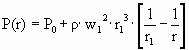 P(r) = P₀ + ρ· w₁² · r₁³ · [1/r₁ − 1/r]